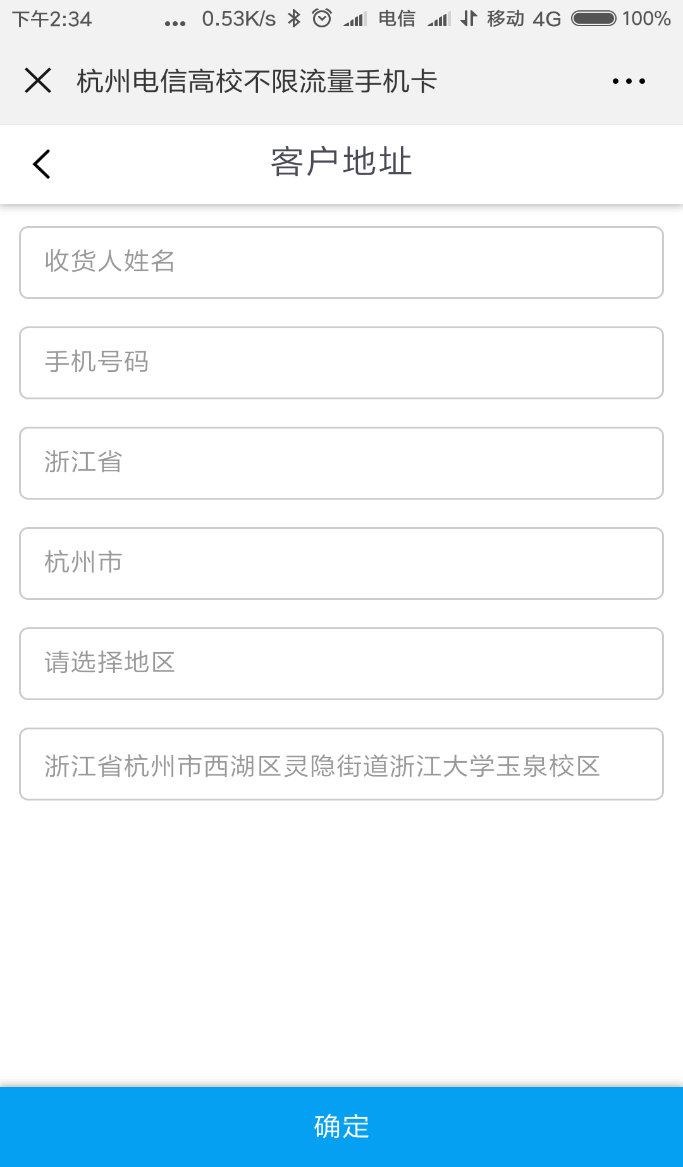 下午2:34 ... 0.53K/s 电信 移动 4G 100%
杭州电信高校不限流量手机卡
客户地址
收货人姓名
手机号码
浙江省
杭州市
请选择地区
浙江省杭州市西湖区灵隐街道浙江大学玉泉校区
确定